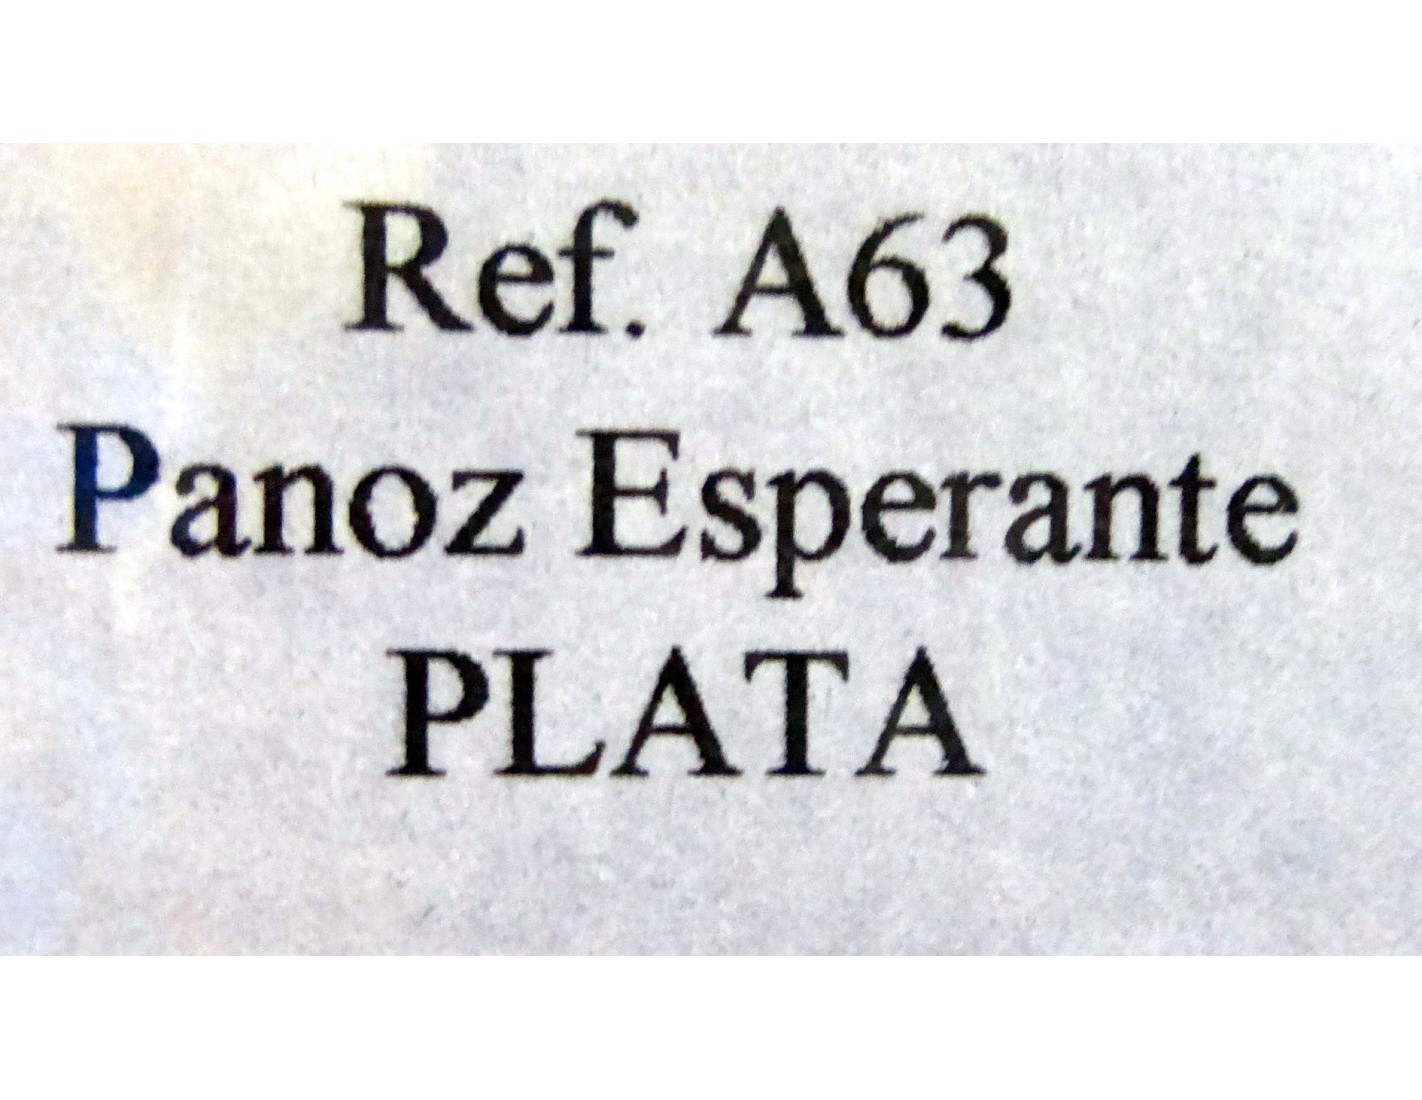 Ref. A63
Panoz Esperante
PLATA